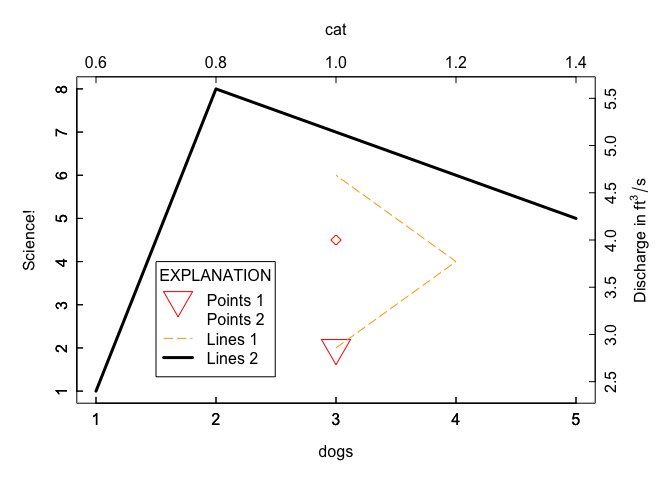 cat
0.6 0.8 1.0 1.2 1.4
8
7
6
5
4
3
2
1
Science!
5.5
5.0
4.5
4.0
3.5
3.0
2.5
Discharge in ft³/s
EXPLANATION
Points 1
Points 2
Lines 1
Lines 2
1 2 3 4 5
dogs